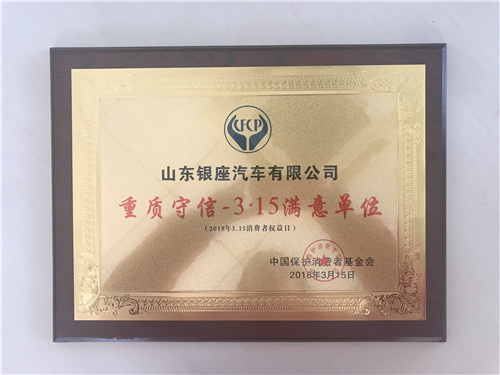 CFCP
山东银座汽车有限公司
重质守信-3·15满意单位
(2018年3.15消费者权益日)
中国保护消费者基金会
2018年3月15日